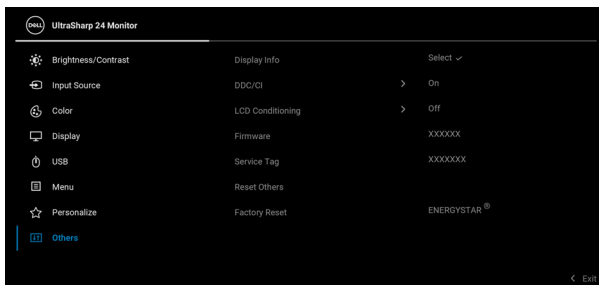 DELL UltraSharp 24 Monitor
Brightness/Contrast Display Info Select ✓
Input Source DDC/CI > On
Color LCD Conditioning > Off
Display Firmware XXXXXX
USB Service Tag XXXXXXX
Menu Reset Others
Personalize Factory Reset ENERGYSTAR ®
Others
< Exit